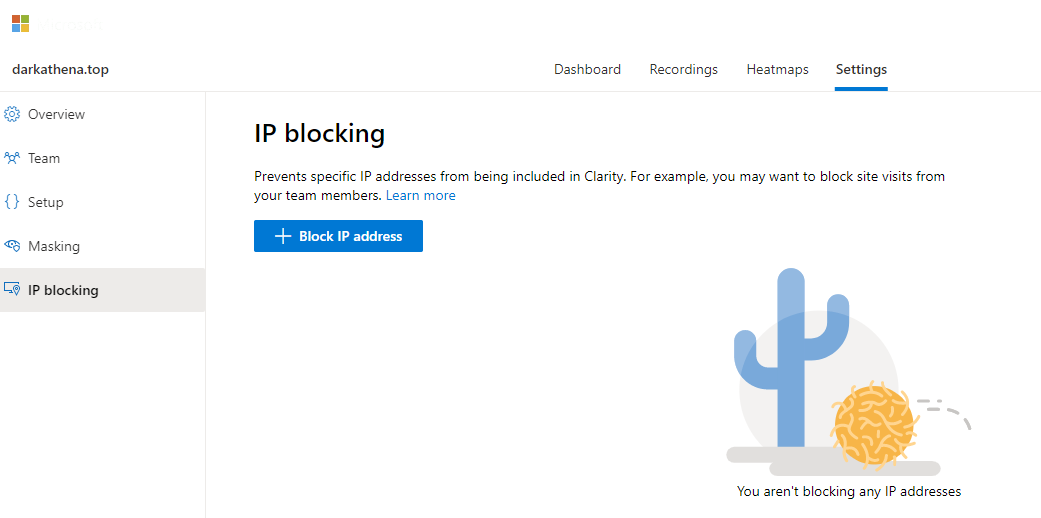 darkathena.top
Dashboard
Recordings
Heatmaps
Settings
Overview
Team
Setup
Masking
IP blocking
IP blocking
Prevents specific IP addresses from being included in Clarity. For example, you may want to block site visits from
your team members. Learn more
Block IP address
You aren't blocking any IP addresses